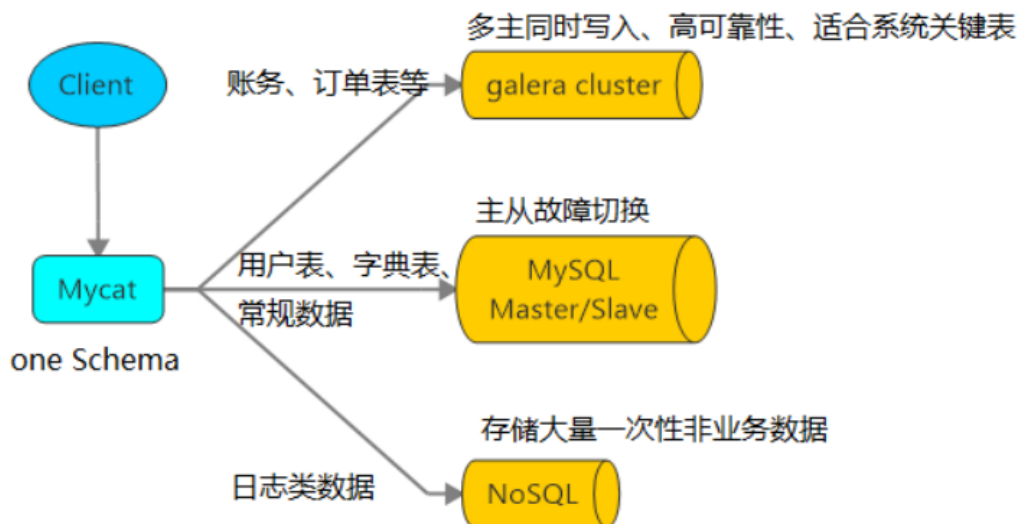 多主同时写入、高可靠性、适合系统关键表
Client
账务、订单表等
galera cluster
主从故障切换
用户表、字典表、
常规数据
MySQL
Master/Slave
Mycat
one Schema
存储大量一次性非业务数据
日志类数据
NoSQL